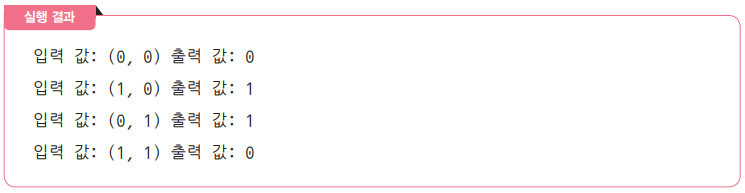 실행 결과
입력 값: (0, 0) 출력 값: 0
입력 값: (1, 0) 출력 값: 1
입력 값: (0, 1) 출력 값: 1
입력 값: (1, 1) 출력 값: 0